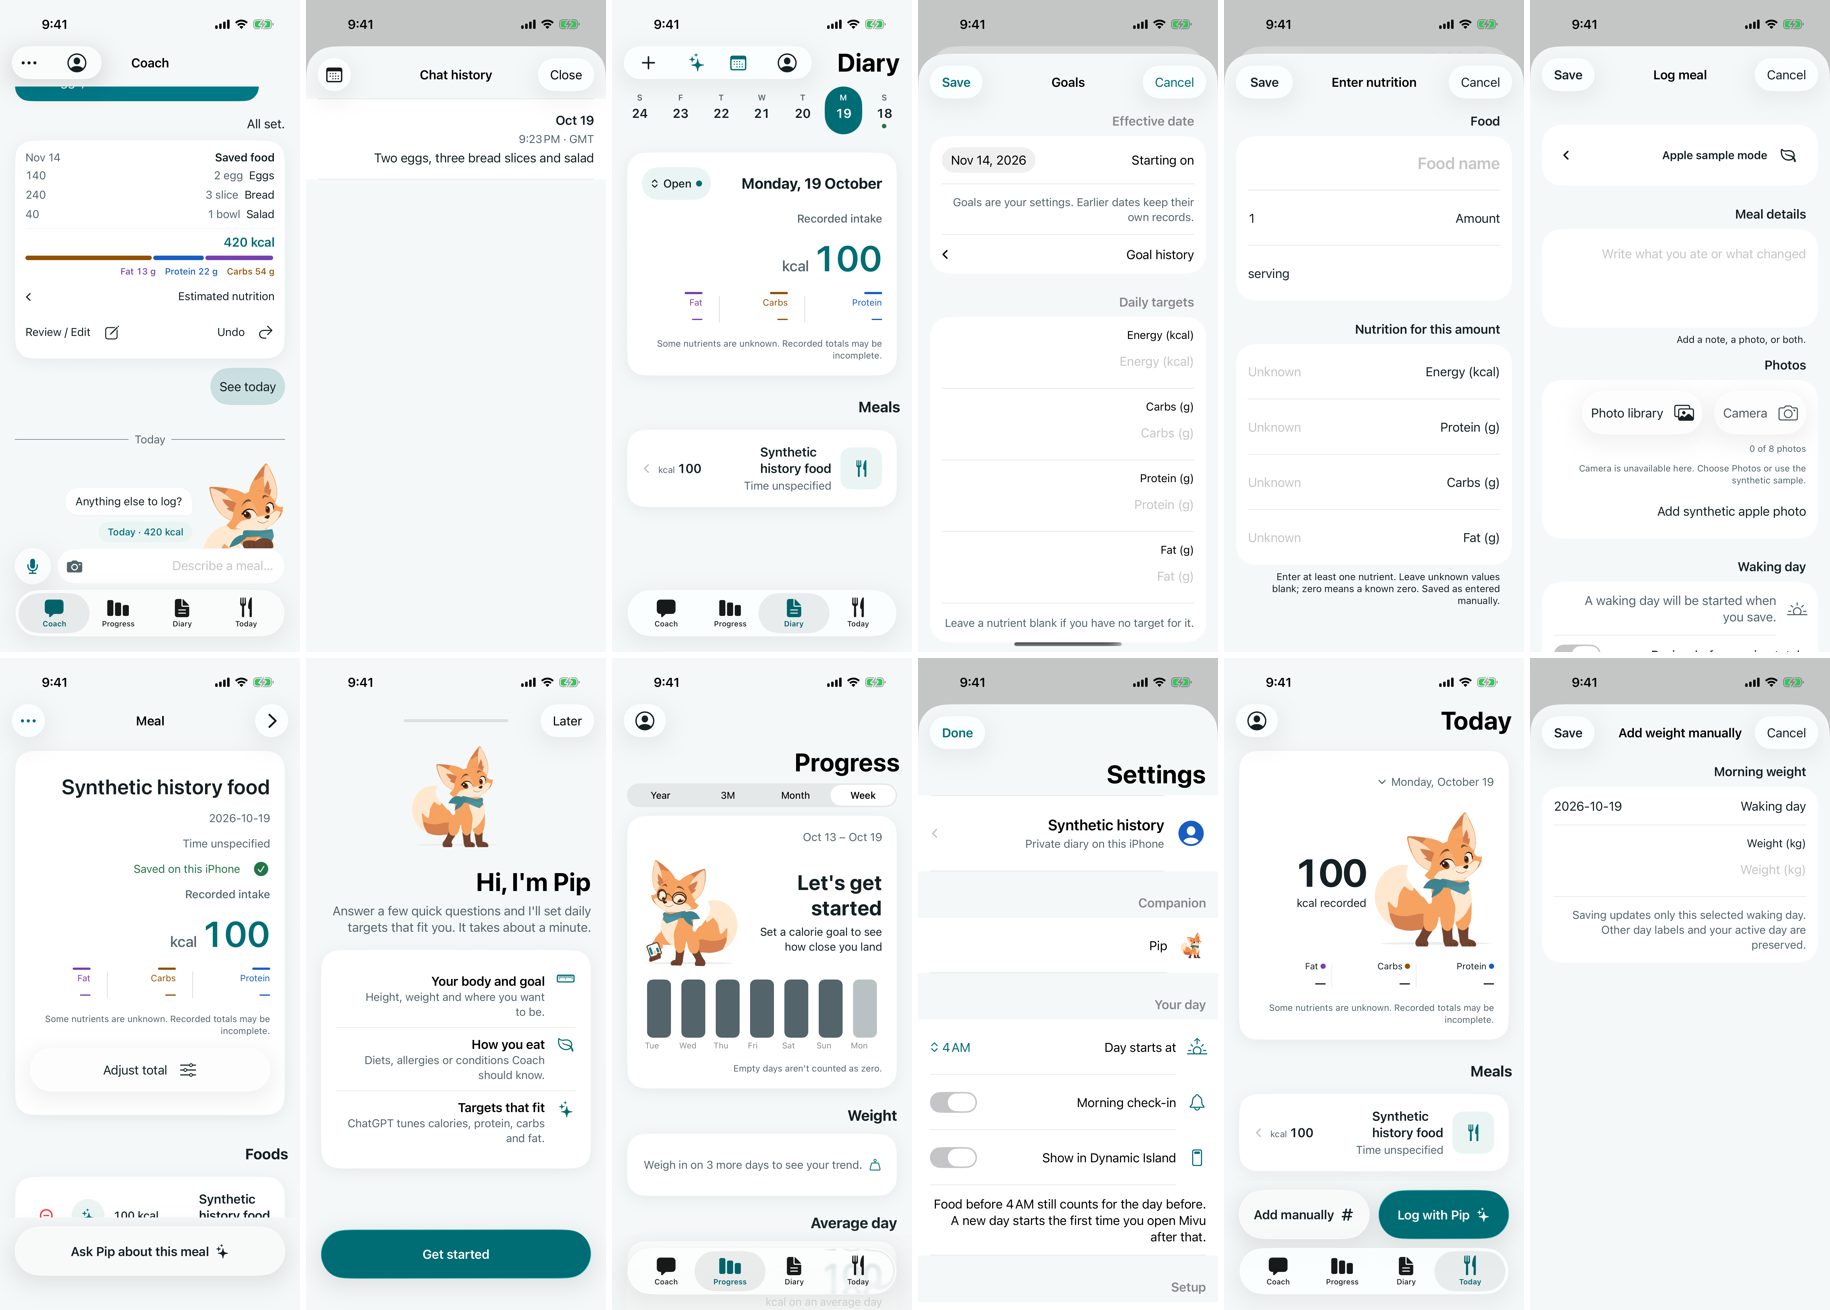 9:41
Coach
All set.
Nov 14 Saved food
140 2 egg Eggs
240 3 slice Bread
40 1 bowl Salad
420 kcal
Fat 13 g Protein 22 g Carbs 54 g
Estimated nutrition
Review / Edit Undo
See today
Today
Anything else to log?
Today · 420 kcal
Describe a meal...
Coach Progress Diary Today
9:41
Chat history Close
Oct 19
9:23 PM · GMT
Two eggs, three bread slices and salad
9:41
Diary
S F T W T M S
24 23 22 21 20 19 18
Open Monday, 19 October
Recorded intake
kcal 100
Fat Carbs Protein
— — —
Some nutrients are unknown. Recorded totals may be
incomplete.
Meals
Synthetic
history food
kcal 100
Time unspecified
Coach Progress Diary Today
9:41
Save Goals Cancel
Effective date
Nov 14, 2026 Starting on
Goals are your settings. Earlier dates keep their
own records.
Goal history
Daily targets
Energy (kcal)
Energy (kcal)
Carbs (g)
Carbs (g)
Protein (g)
Protein (g)
Fat (g)
Fat (g)
Leave a nutrient blank if you have no target for it.
9:41
Save Enter nutrition Cancel
Food
Food name
1 Amount
serving
Nutrition for this amount
Unknown Energy (kcal)
Unknown Protein (g)
Unknown Carbs (g)
Unknown Fat (g)
Enter at least one nutrient. Leave unknown values
blank; zero means a known zero. Saved as entered
manually.
9:41
Save Log meal Cancel
Apple sample mode
Meal details
Write what you ate or what changed
Add a note, a photo, or both.
Photos
Photo library Camera
0 of 8 photos
Camera is unavailable here. Choose Photos or use the
synthetic sample.
Add synthetic apple photo
Waking day
A waking day will be started when
you save.
9:41
Meal
Synthetic history food
2026-10-19
Time unspecified
Saved on this iPhone
Recorded intake
kcal 100
Fat Carbs Protein
— — —
Some nutrients are unknown. Recorded totals may be
incomplete.
Adjust total
Foods
Synthetic
history food
100 kcal
Ask Pip about this meal
9:41
Later
Hi, I'm Pip
Answer a few quick questions and I'll set daily
targets that fit you. It takes about a minute.
Your body and goal
Height, weight and where you want
to be.
How you eat
Diets, allergies or conditions Coach
should know.
Targets that fit
ChatGPT tunes calories, protein, carbs
and fat.
Get started
9:41
Progress
Year 3M Month Week
Oct 13 – Oct 19
Let's get
started
Set a calorie goal to see
how close you land
Tue Wed Thu Fri Sat Sun Mon
Empty days aren't counted as zero.
Weight
Weigh in on 3 more days to see your trend.
Average day
100
kcal on an average day
Coach Progress Diary Today
9:41
Done
Settings
Synthetic history
Private diary on this iPhone
Companion
Pip
Your day
4 AM Day starts at
Morning check-in
Show in Dynamic Island
Food before 4 AM still counts for the day before.
A new day starts the first time you open Mivu
after that.
Setup
9:41
Today
Monday, October 19
100
kcal recorded
Fat Carbs Protein
— — —
Some nutrients are unknown. Recorded totals may be
incomplete.
Meals
Synthetic
history food
kcal 100
Time unspecified
Add manually Log with Pip
Coach Progress Diary Today
9:41
Save Add weight manually Cancel
Morning weight
2026-10-19 Waking day
Weight (kg)
Weight (kg)
Saving updates only this selected waking day.
Other day labels and your active day are
preserved.